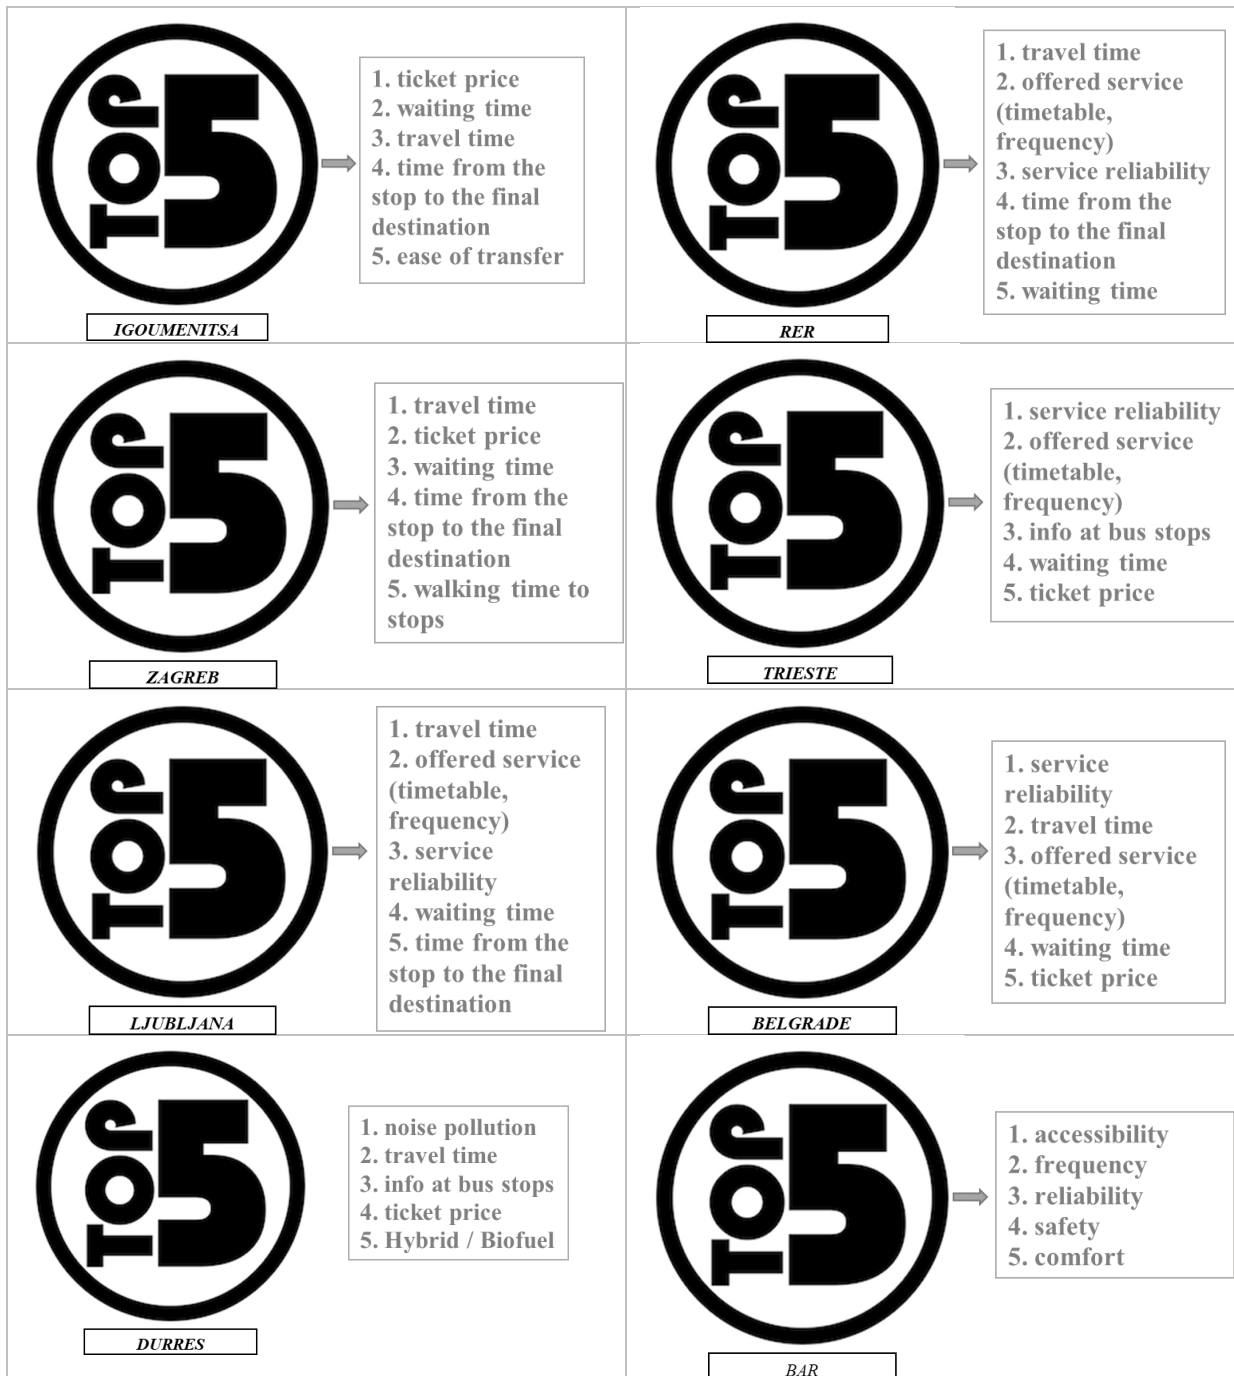 TOP 5
1. ticket price
2. waiting time
3. travel time
4. time from the
stop to the final
destination
5. ease of transfer
IGOUMENITSA
TOP 5
1. travel time
2. offered service
(timetable,
frequency)
3. service reliability
4. time from the
stop to the final
destination
5. waiting time
RER
TOP 5
1. travel time
2. ticket price
3. waiting time
4. time from the
stop to the final
destination
5. walking time to
stops
ZAGREB
TOP 5
1. service reliability
2. offered service
(timetable,
frequency)
3. info at bus stops
4. waiting time
5. ticket price
TRIESTE
TOP 5
1. travel time
2. offered service
(timetable,
frequency)
3. service
reliability
4. waiting time
5. time from the
stop to the final
destination
LJUBLJANA
TOP 5
1. service
reliability
2. travel time
3. offered service
(timetable,
frequency)
4. waiting time
5. ticket price
BELGRADE
TOP 5
1. noise pollution
2. travel time
3. info at bus stops
4. ticket price
5. Hybrid / Biofuel
DURRES
TOP 5
1. accessibility
2. frequency
3. reliability
4. safety
5. comfort
BAR